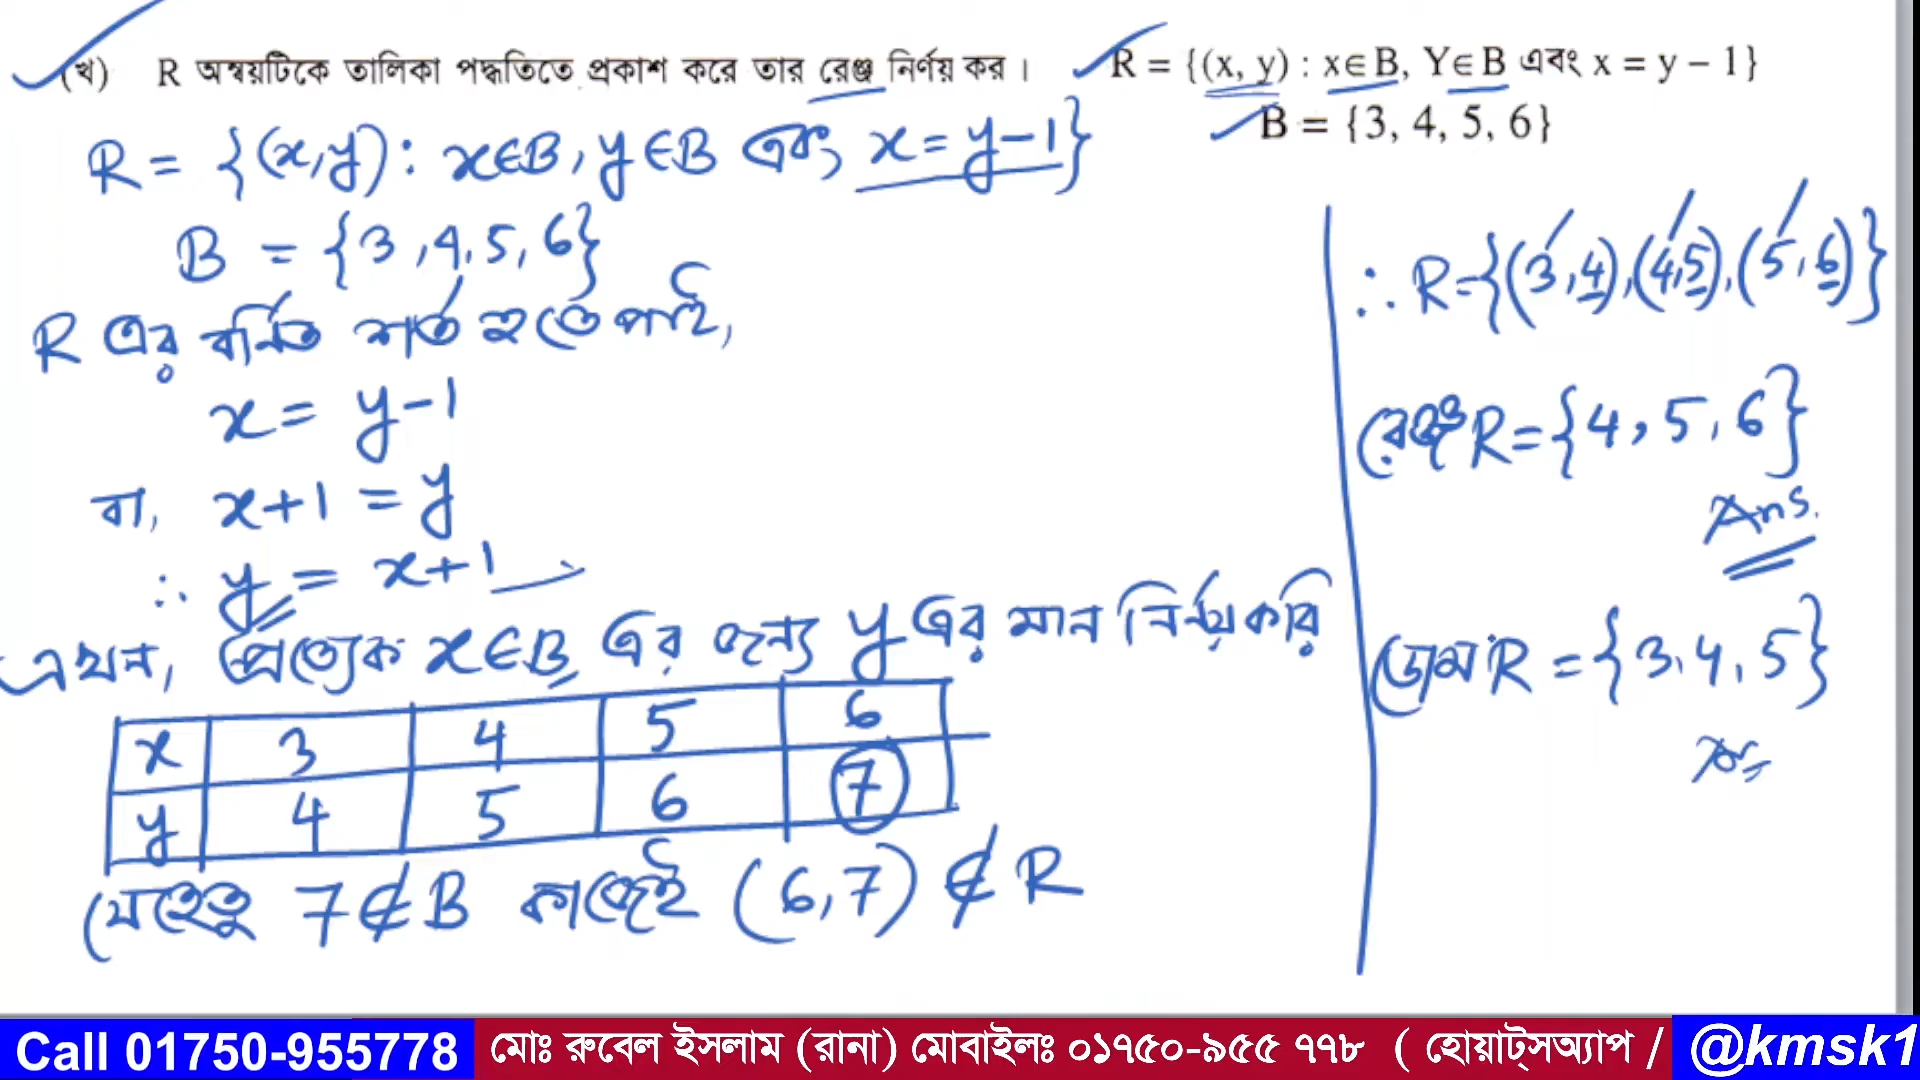 (খ) R অন্বয়টিকে তালিকা পদ্ধতিতে প্রকাশ করে তার রেঞ্জ নির্ণয় কর।
R = {(x, y) : x∈B, Y∈B এবং x = y − 1}
B = {3, 4, 5, 6}
R = {(x,y): x∈B, y∈B এবং x = y−1}
B = {3, 4, 5, 6}
R এর বর্নিত শর্ত হতে পাই,
x = y−1
বা, x+1 = y
∴ y = x+1
এখন, প্রত্যেক x∈B এর জন্য y এর মান নির্নয় করি
x 3 4 5 6
y 4 5 6 7
যেহেতু 7∉B কাজেই (6,7) ∉ R
∴ R = {(3,4), (4,5), (5,6)}
রেঞ্জ R = {4, 5, 6}
Ans.
ডোম R = {3, 4, 5}
Call 01750-955778
মোঃ রুবেল ইসলাম (রানা) মোবাইলঃ ০১৭৫০-৯৫৫ ৭৭৮ ( হোয়াট্সঅ্যাপ /
@kmsk1